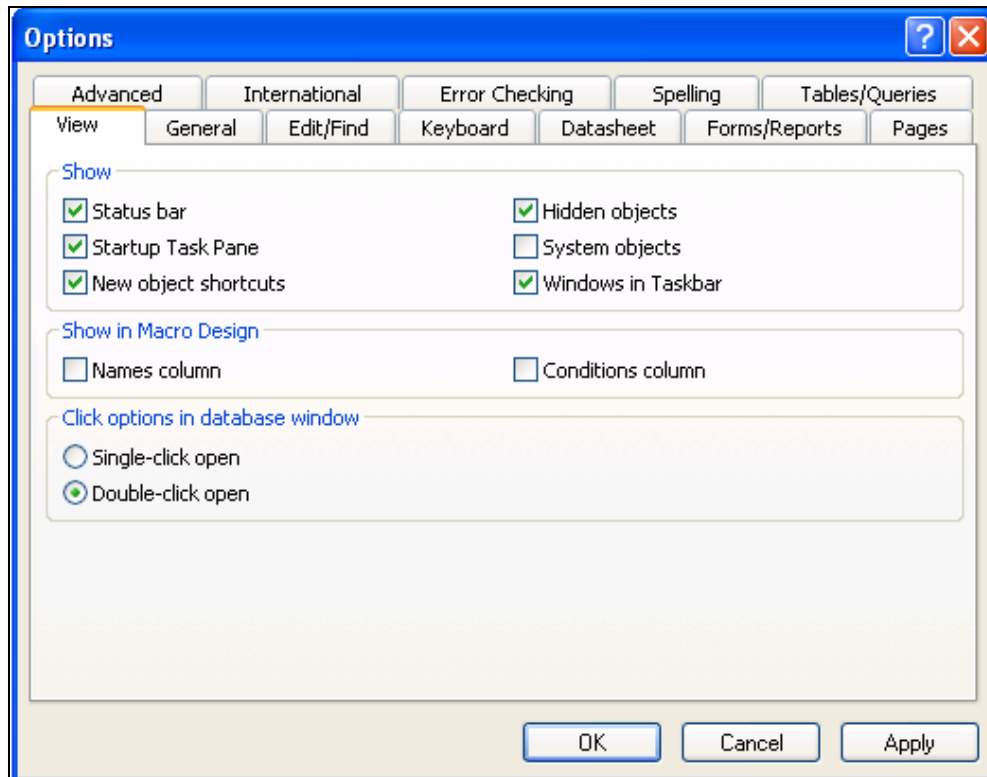 Options
Advanced International Error Checking Spelling Tables/Queries
View General Edit/Find Keyboard Datasheet Forms/Reports Pages
Show
Status bar Hidden objects
Startup Task Pane System objects
New object shortcuts Windows in Taskbar
Show in Macro Design
Names column Conditions column
Click options in database window
Single-click open
Double-click open
OK Cancel Apply